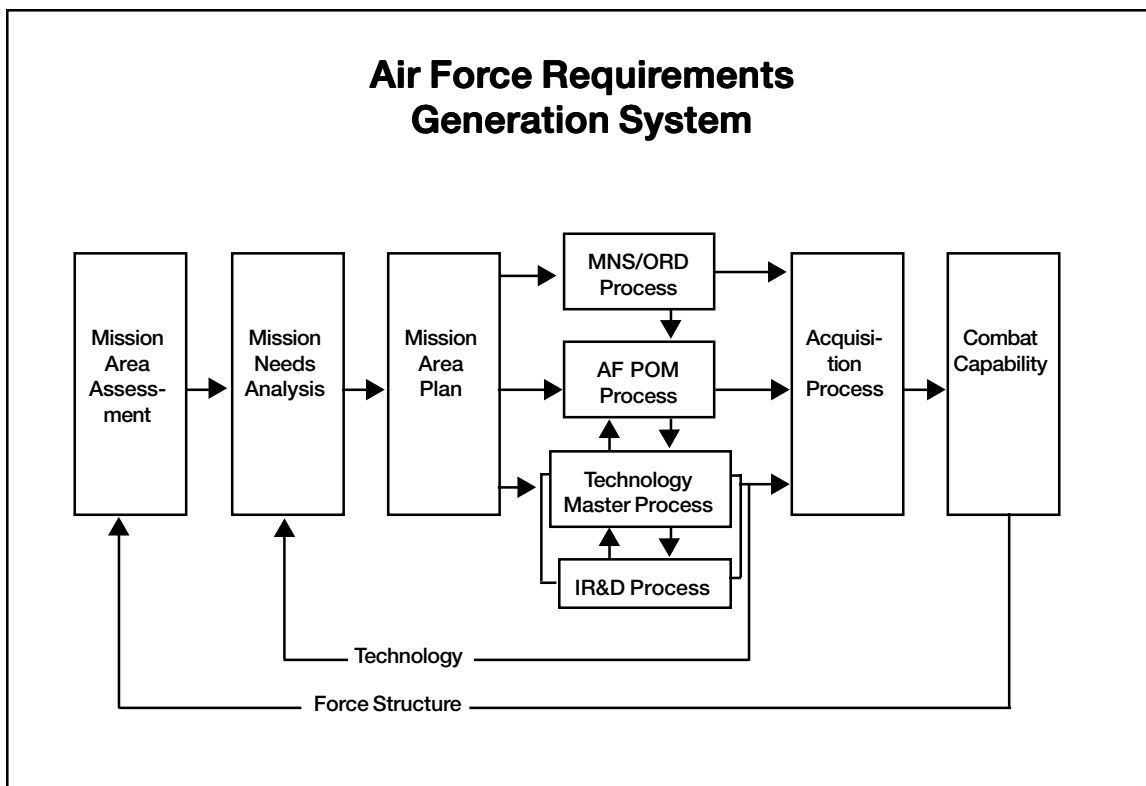 Air Force Requirements
Generation System
Mission
Area
Assess-
ment
Mission
Needs
Analysis
Mission
Area
Plan
MNS/ORD
Process
AF POM
Process
Technology
Master Process
IR&D Process
Acquisi-
tion
Process
Combat
Capability
Technology
Force Structure